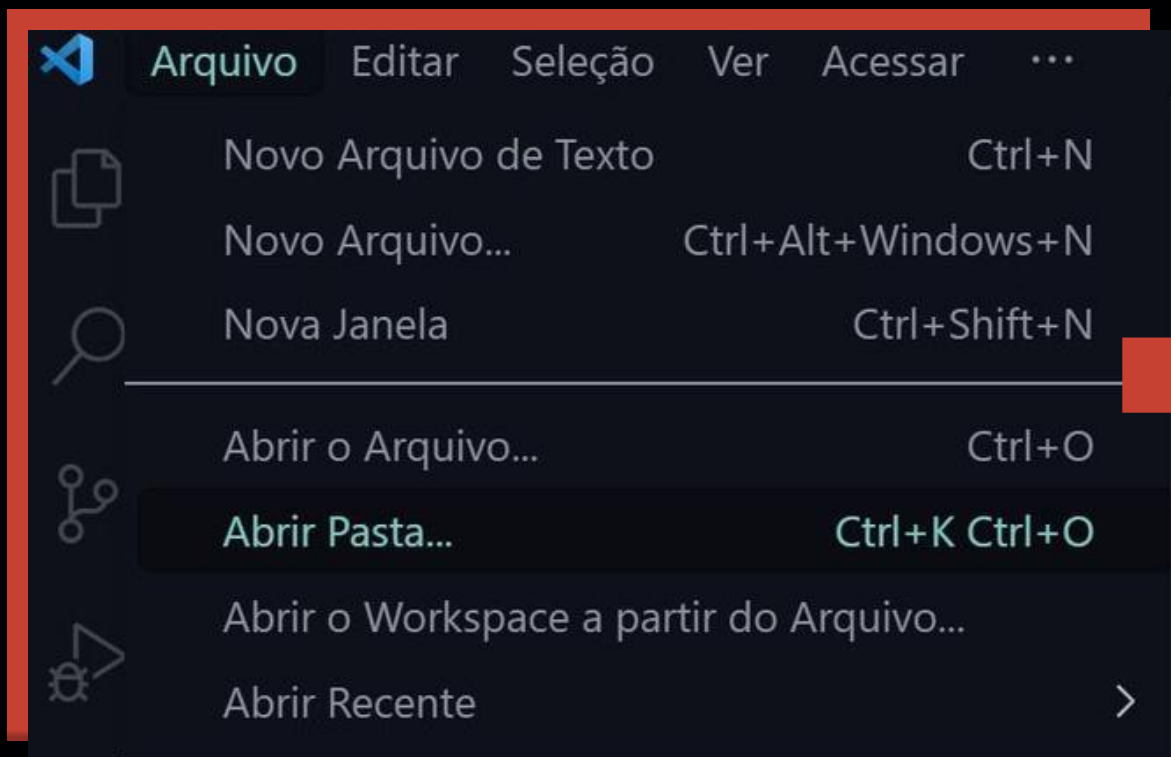 Arquivo Editar Seleção Ver Acessar ···
Novo Arquivo de Texto Ctrl+N
Novo Arquivo... Ctrl+Alt+Windows+N
Nova Janela Ctrl+Shift+N
Abrir o Arquivo... Ctrl+O
Abrir Pasta... Ctrl+K Ctrl+O
Abrir o Workspace a partir do Arquivo...
Abrir Recente